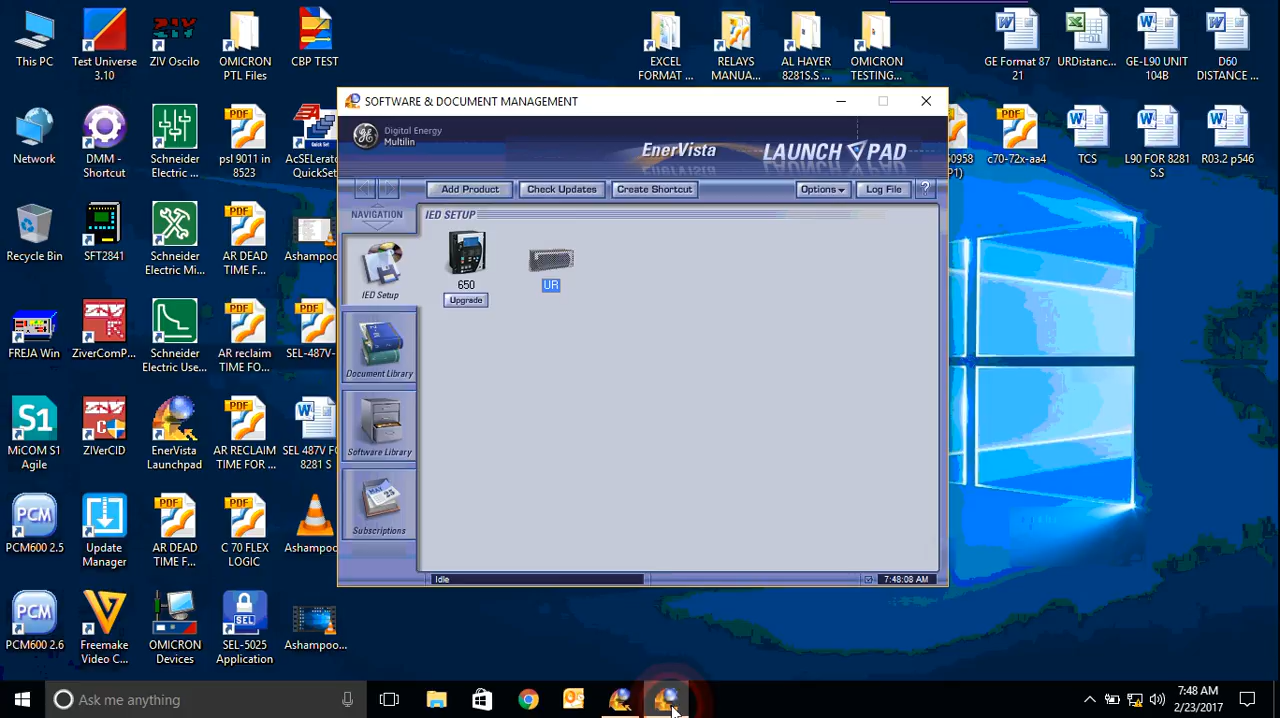 This PC
Test Universe
3.10
ZIV Oscilo
OMICRON
PTL Files
CBP TEST
EXCEL
FORMAT ...
RELAYS
MANUA...
AL HAYER
8281S.S ...
OMICRON
TESTING...
GE Format 87
21
URDistanc...
GE-L90 UNIT
104B
D60
DISTANCE ...
Network
DMM -
Shortcut
Schneider
Electric ...
psl 9011 in
8523
AcSELerator
QuickSet
50958
P1)
c70-72x-aa4
TCS
L90 FOR 8281
S.S
R03.2 p546
Recycle Bin
SFT2841
Schneider
Electric Mi...
AR DEAD
TIME F...
Ashampoo
FREJA Win
ZiverComP...
Schneider
Electric Use...
AR reclaim
TIME FO...
SEL-487V-
MiCOM S1
Agile
ZIVerCID
EnerVista
Launchpad
AR RECLAIM
TIME FOR ...
SEL 487V FO
8281 S
PCM600 2.5
Update
Manager
AR DEAD
TIME F...
C 70 FLEX
LOGIC
Ashampoo
PCM600 2.6
Freemake
Video C...
OMICRON
Devices
SEL-5025
Application
Ashampoo...
SOFTWARE & DOCUMENT MANAGEMENT
Digital Energy
Multilin
EnerVista
LAUNCH PAD
Add Product
Check Updates
Create Shortcut
Options
Log File
?
NAVIGATION
IED SETUP
IED Setup
650
Upgrade
UR
Document Library
Software Library
Subscriptions
Idle
7:48:08 AM
Ask me anything
7:48 AM
2/23/2017